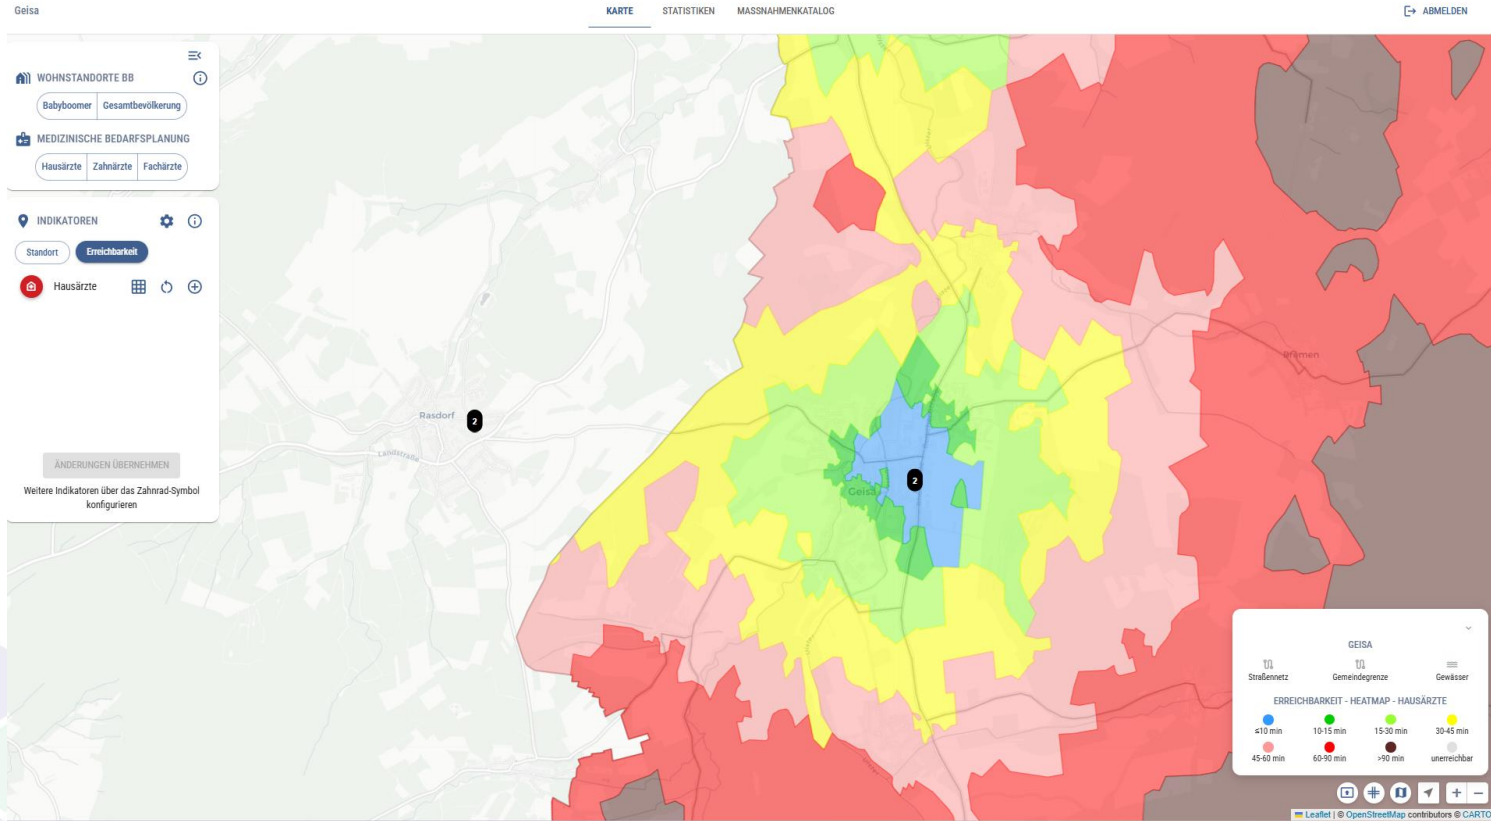 Geisa
KARTE STATISTIKEN MASSNAHMENKATALOG
ABMELDEN
WOHNSTANDORTE BB
Babyboomer Gesamtbevölkerung
MEDIZINISCHE BEDARFSPLANUNG
Hausärzte Zahnärzte Fachärzte
INDIKATOREN
Standort Erreichbarkeit
Hausärzte
ÄNDERUNGEN ÜBERNEHMEN
Weitere Indikatoren über das Zahnrad-Symbol
konfigurieren
Rasdorf
2
Landstraße
Bremen
2
Geisa
GEISA
Straßennetz Gemeindegrenze Gewässer
ERREICHBARKEIT - HEATMAP - HAUSÄRZTE
≤10 min 10-15 min 15-30 min 30-45 min
45-60 min 60-90 min >90 min unerreichbar
+ −
Leaflet | © OpenStreetMap contributors © CARTO